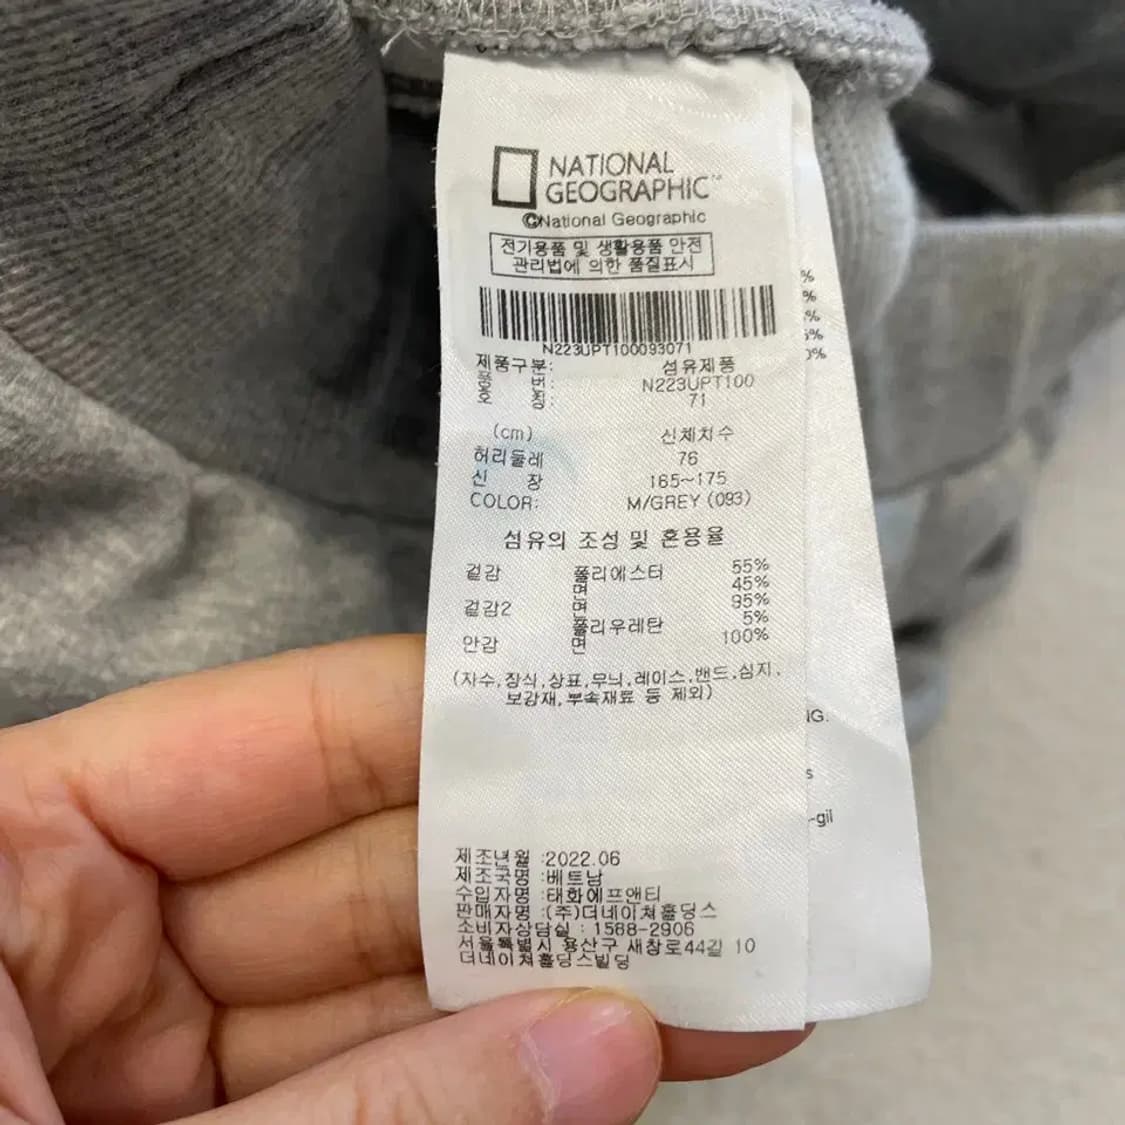 NATIONAL
GEOGRAPHIC™
©National Geographic
전기용품 및 생활용품 안전
관리법에 의한 품질표시
N223UPT100093071
제품구분: 섬유제품
품 번: N223UPT100
호 칭: 71
(cm) 신체치수
허리둘레 76
신 장 165~175
COLOR: M/GREY (093)
섬유의 조성 및 혼용율
겉감 폴리에스터 55%
면 45%
겉감2 면 95%
폴리우레탄 5%
안감 면 100%
(자수,장식,상표,무늬,레이스,밴드,심지,
보강재,부속재료 등 제외)
제조년월 :2022.06
제조국명 :베트남
수입자명 :태화에프앤티
판매자명 :(주)더네이쳐홀딩스
소비자상담실 : 1588-2906
서울특별시 용산구 새창로44길 10
더네이쳐홀딩스빌딩
%
%
%
%
%
NG.
s
-gil